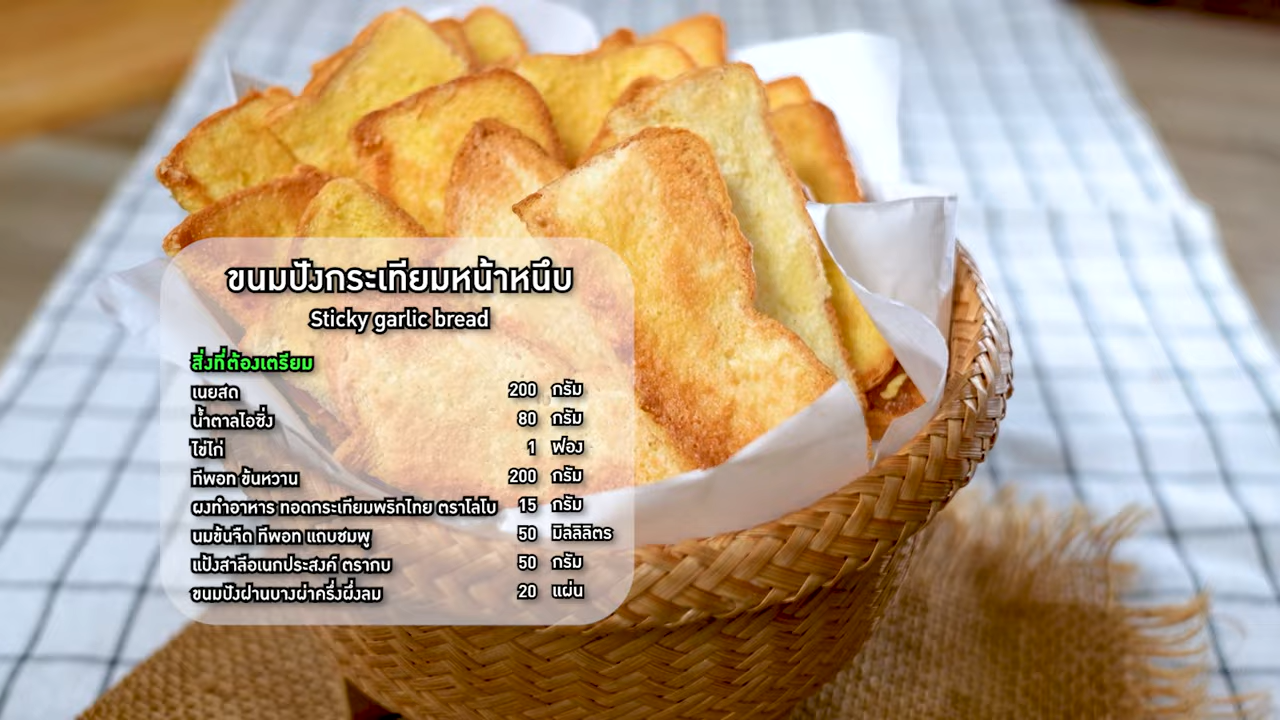 ขนมปังกระเทียมหน้าหนึบ
Sticky garlic bread
สิ่งที่ต้องเตรียม
เนยสด 200 กรัม
น้ำตาลไอซิ่ง 80 กรัม
ไข่ไก่ 1 ฟอง
ทีพอท ข้นหวาน 200 กรัม
ผงทำอาหาร ทอดกระเทียมพริกไทย ตราโลโบ 15 กรัม
นมข้นจืด ทีพอท แถบชมพู 50 มิลลิลิตร
แป้งสาลีอเนกประสงค์ ตรากบ 50 กรัม
ขนมปังฝานบางผ่าครึ่งผึ่งลม 20 แผ่น